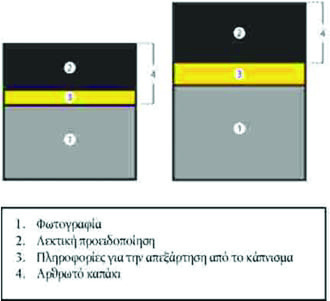 2
3
4
1
2
3
4
1
1. Φωτογραφία
2. Λεκτική προειδοποίηση
3. Πληροφορίες για την απεξάρτηση από το κάπνισμα
4. Αρθρωτό καπάκι